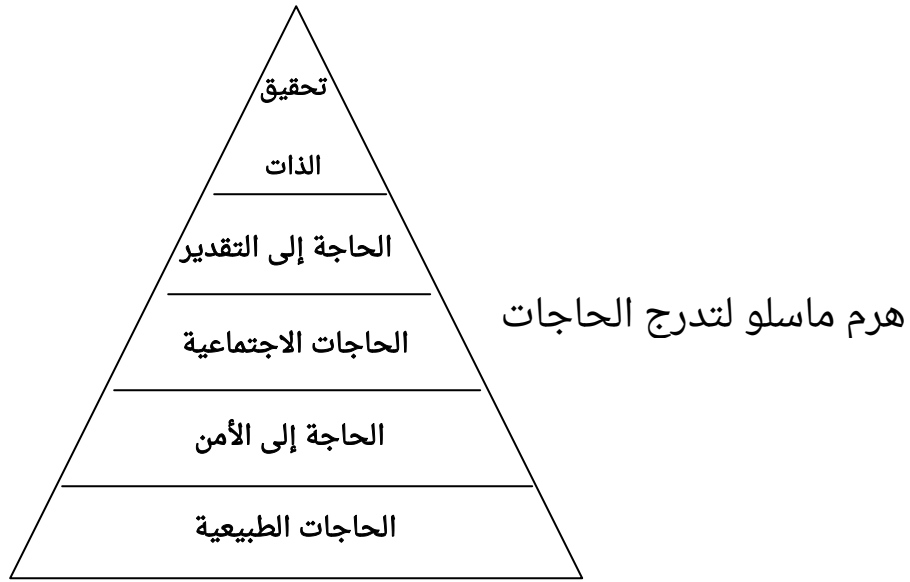 تحقيق
الذات
الحاجة إلى التقدير
هرم ماسلو لتدرج الحاجات
الحاجات الاجتماعية
الحاجة إلى الأمن
الحاجات الطبيعية